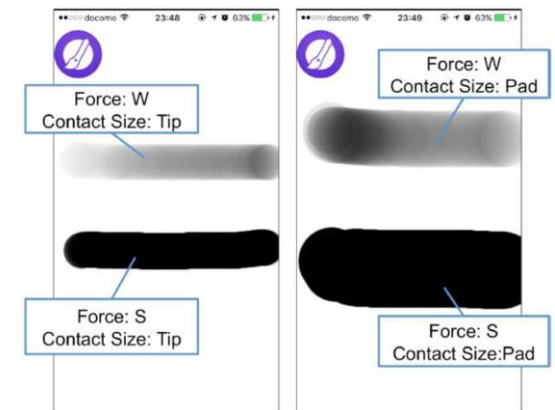 docomo 23:48 63%
Force: W
Contact Size: Tip
Force: S
Contact Size: Tip
docomo 23:49 63%
Force: W
Contact Size: Pad
Force: S
Contact Size:Pad